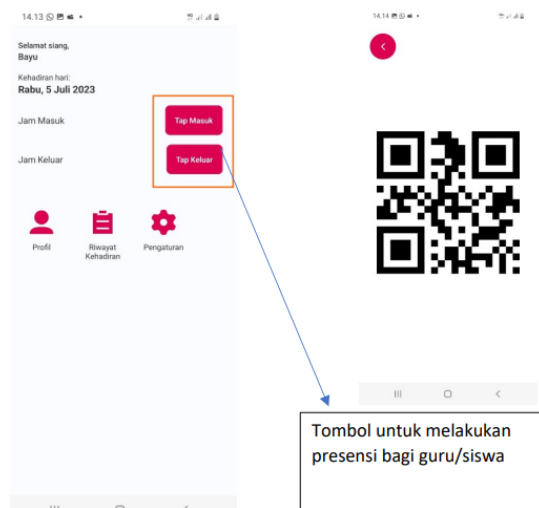 14.13
Selamat siang,
Bayu
Kehadiran hari:
Rabu, 5 Juli 2023
Jam Masuk
Tap Masuk
Jam Keluar
Tap Keluar
Profil
Riwayat
Kehadiran
Pengaturan
14.14
Tombol untuk melakukan
presensi bagi guru/siswa